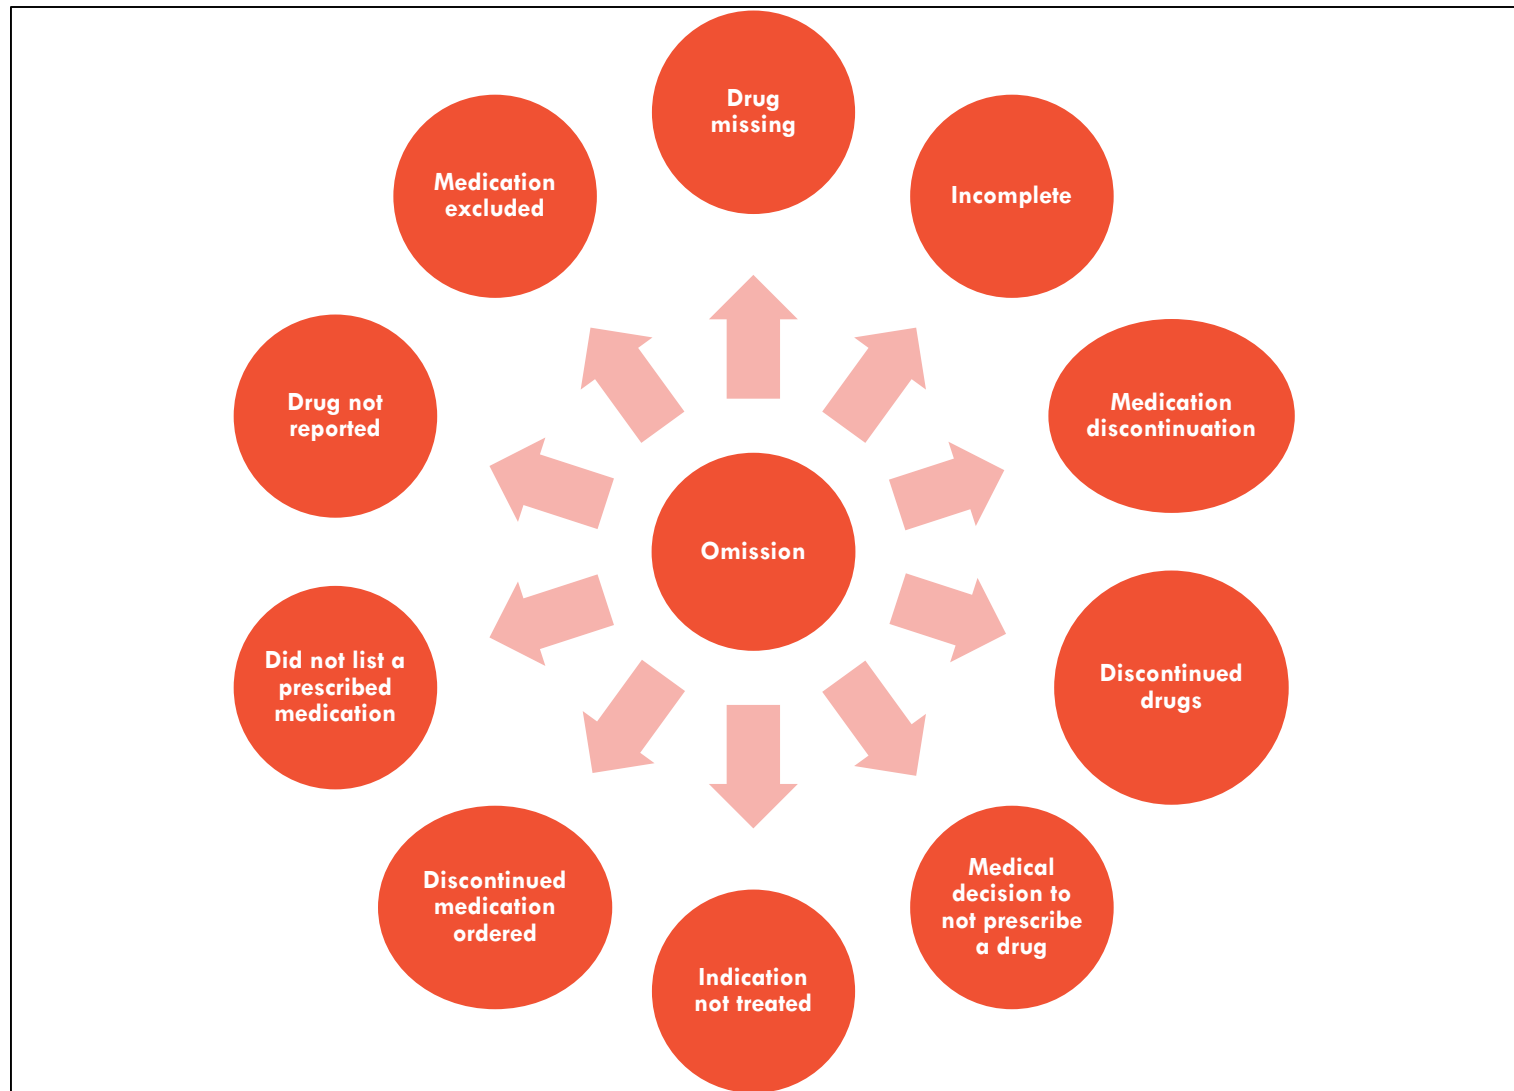 Drug
missing
Incomplete
Medication
discontinuation
Discontinued
drugs
Medical
decision to
not prescribe
a drug
Indication
not treated
Discontinued
medication
ordered
Did not list a
prescribed
medication
Drug not
reported
Medication
excluded
Omission